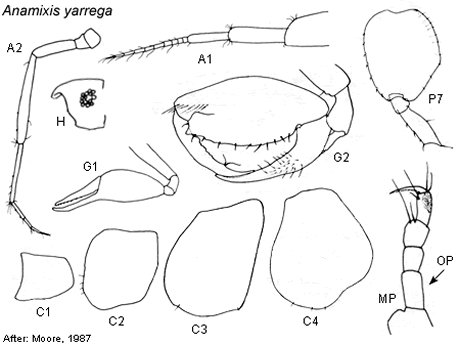 Anamixis yarrega
A2
A1
P7
H
G2
G1
OP
MP
C1
C2
C3
C4
After: Moore, 1987